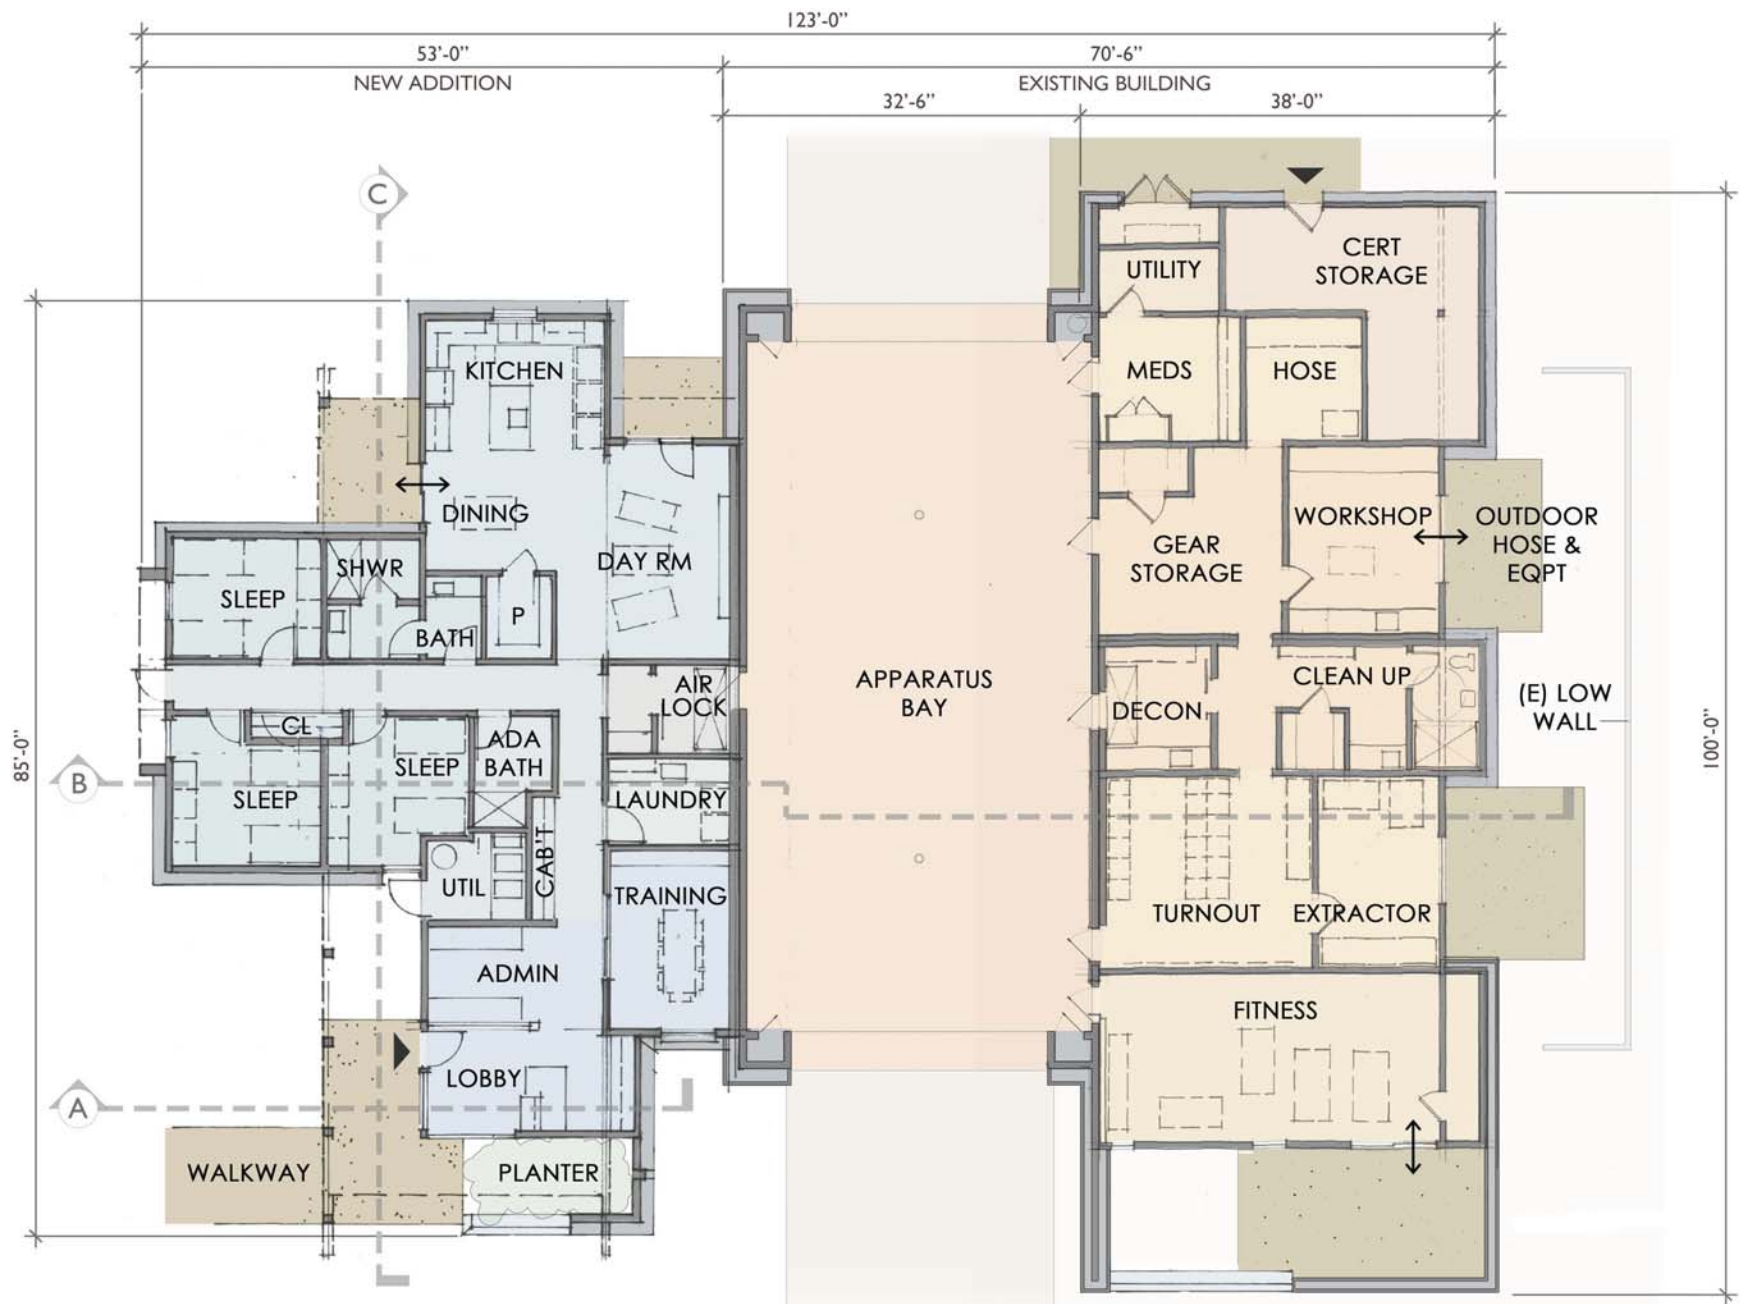 123'-0"
53'-0"
70'-6"
NEW ADDITION
EXISTING BUILDING
32'-6"
38'-0"
C
CERT
STORAGE
UTILITY
KITCHEN
MEDS
HOSE
DINING
WORKSHOP
OUTDOOR
HOSE &
EQPT
GEAR
STORAGE
DAY RM
SHWR
SLEEP
P
BATH
AIR
LOCK
APPARATUS
BAY
CLEAN UP
(E) LOW
WALL
DECON
CL
ADA
BATH
SLEEP
85'-0"
100'-0"
B
SLEEP
LAUNDRY
CAB'T
UTIL
TRAINING
TURNOUT
EXTRACTOR
ADMIN
FITNESS
LOBBY
A
WALKWAY
PLANTER